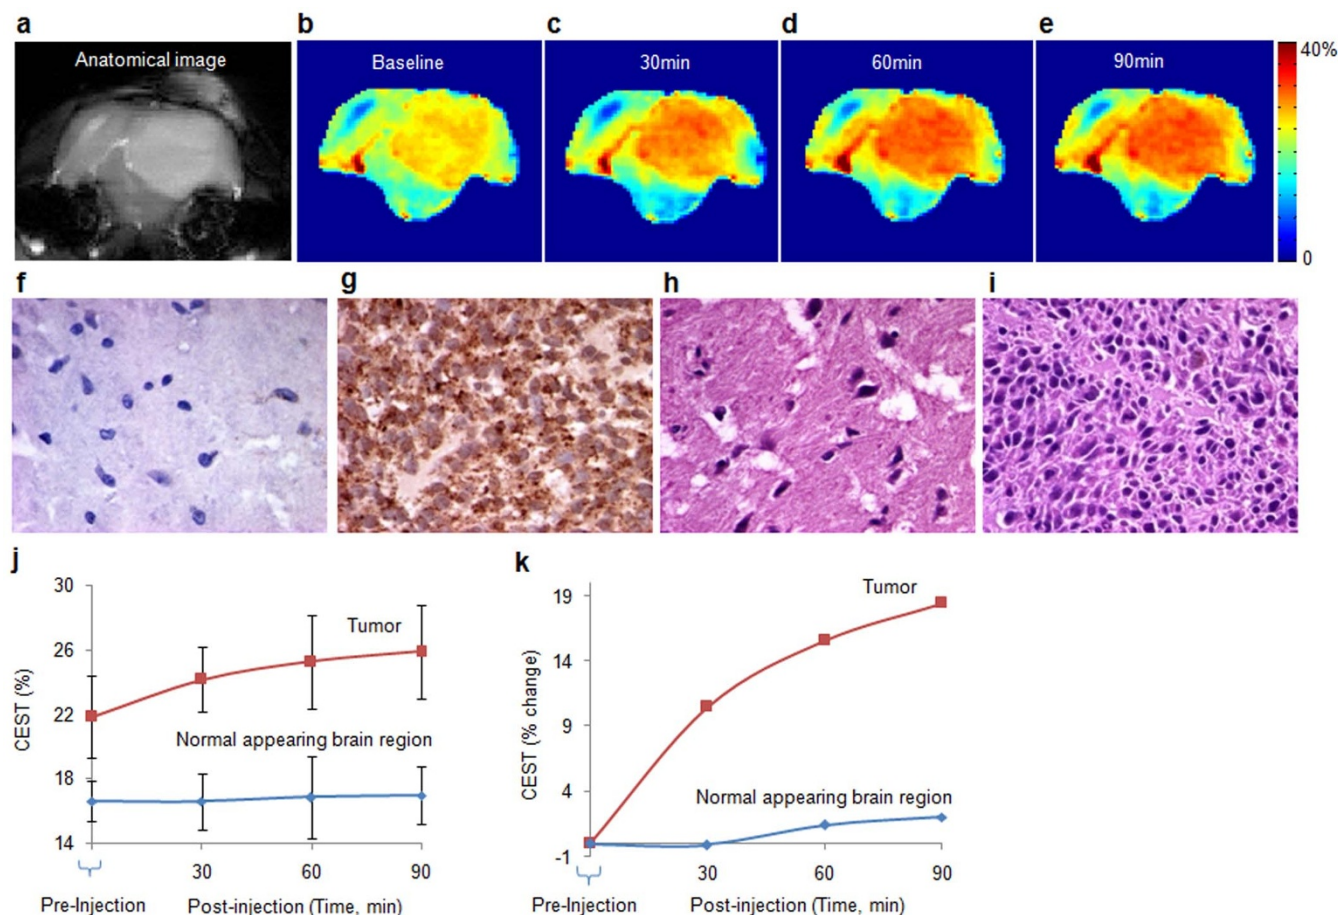 a
b
c
d
e
Anatomical image
Baseline
30min
60min
90min
40%
0
f
g
h
i
j
30
26
22
18
14
CEST (%)
Tumor
Normal appearing brain region
30
60
90
Pre-Injection
Post-injection (Time, min)
k
19
14
9
4
-1
CEST (% change)
Tumor
Normal appearing brain region
30
60
90
Pre-Injection
Post-injection (Time, min)